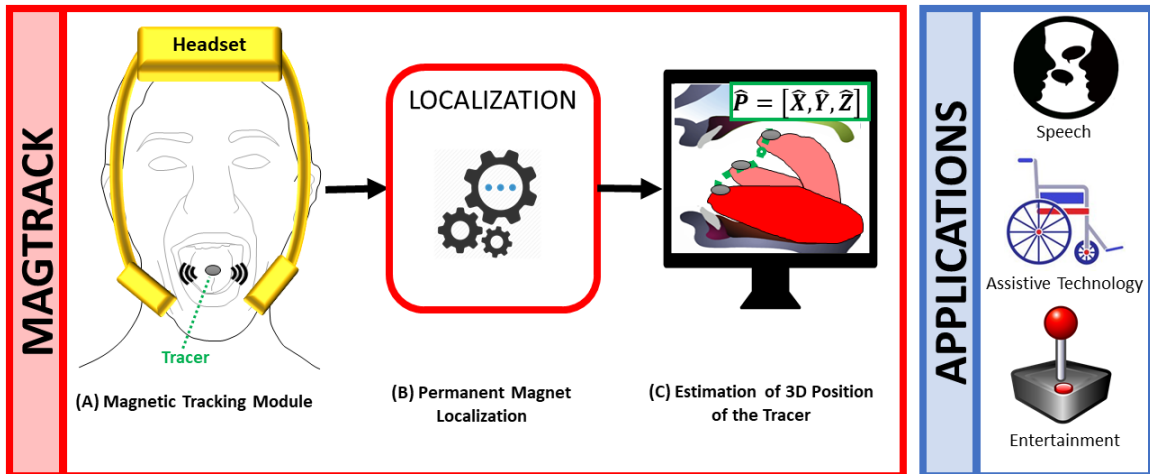 MAGTRACK
Headset
Tracer
(A) Magnetic Tracking Module
LOCALIZATION
(B) Permanent Magnet
Localization
P̂ = [X̂, Ŷ, Ẑ]
(C) Estimation of 3D Position
of the Tracer
APPLICATIONS
Speech
Assistive Technology
Entertainment